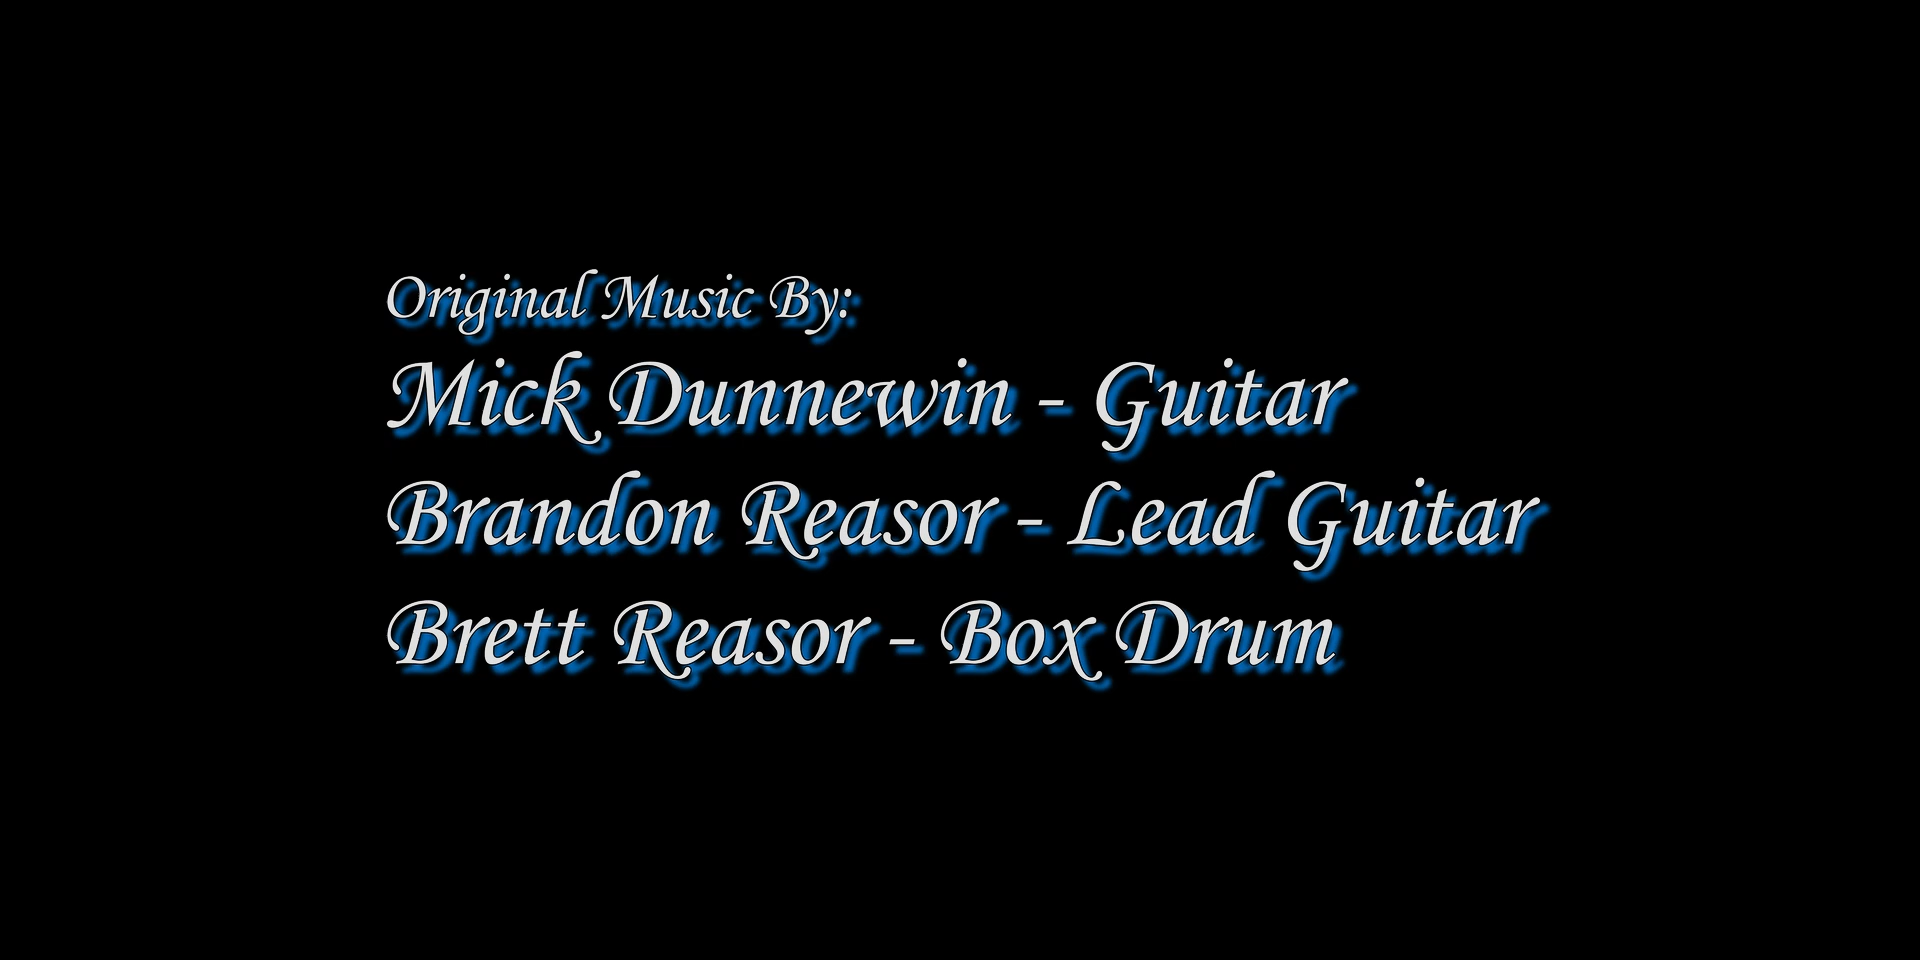 Original Music By:
Mick Dunnewin - Guitar
Brandon Reasor - Lead Guitar
Brett Reasor - Box Drum